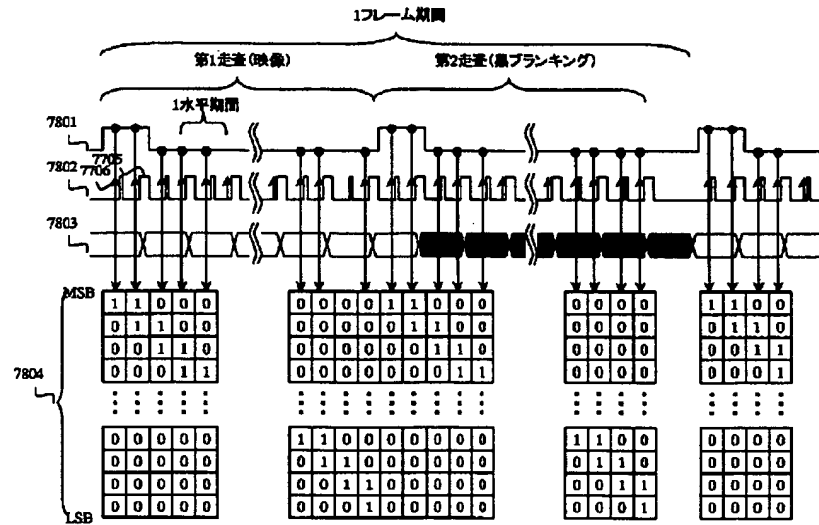 1フレーム期間
第1走査(映像) 第2走査(黒ブランキング)
1水平期間
7801
7705
7802 7706
7803
MSB 1 1 0 0 0 0 0 0 0 1 1 0 0 0 0 0 0 0 1 1 0 0
0 1 1 0 0 0 0 0 0 0 1 1 0 0 0 0 0 0 0 1 1 0
0 0 1 1 0 0 0 0 0 0 0 1 1 0 0 0 0 0 0 0 1 1
0 0 0 1 1 0 0 0 0 0 0 0 1 1 0 0 0 0 0 0 0 1
7804
0 0 0 0 0 1 1 0 0 0 0 0 0 0 1 1 0 0 0 0 0 0
0 0 0 0 0 0 1 1 0 0 0 0 0 0 0 1 1 0 0 0 0 0
0 0 0 0 0 0 0 1 1 0 0 0 0 0 0 0 1 1 0 0 0 0
LSB 0 0 0 0 0 0 0 0 1 0 0 0 0 0 0 0 0 1 0 0 0 0